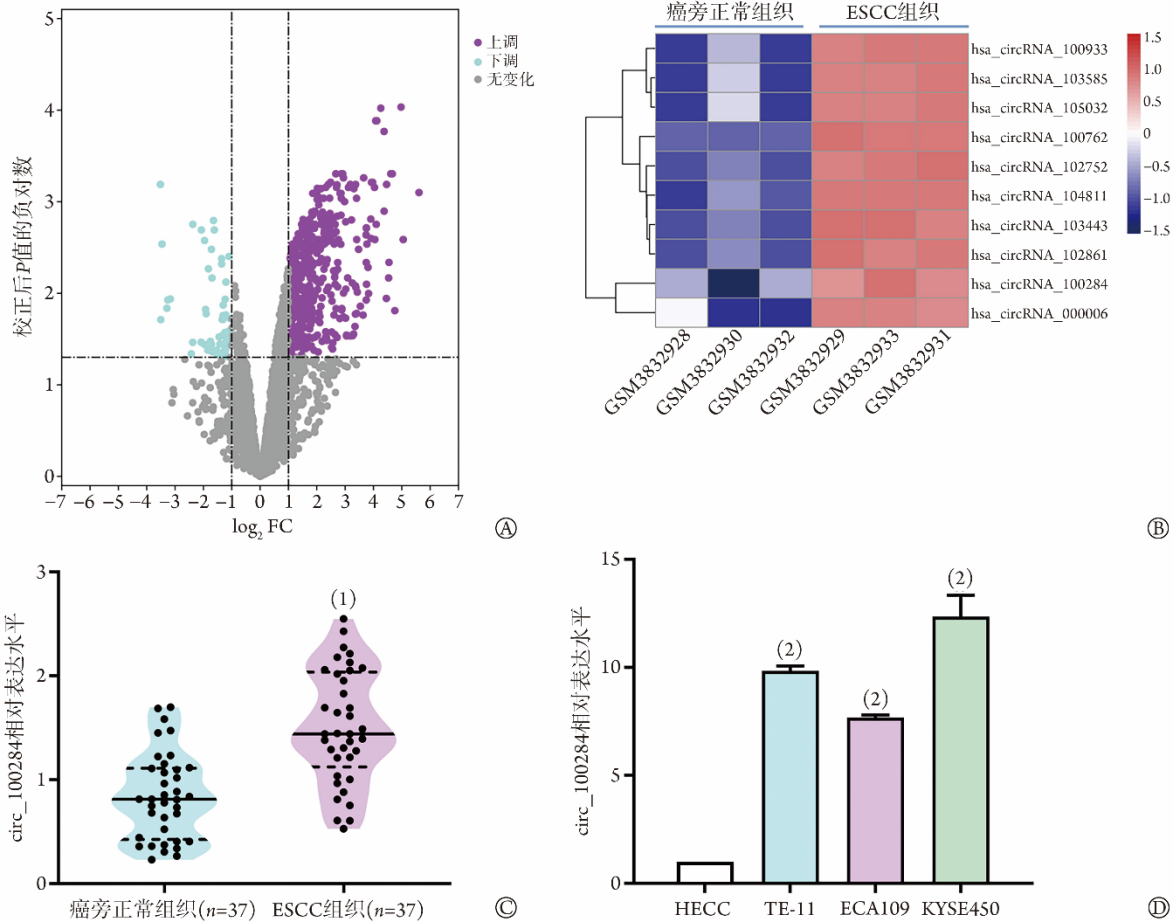 5
4
3
2
1
0
校正后P值的负对数
−7 −6 −5 −4 −3 −2 −1 0 1 2 3 4 5 6 7
log₂ FC
上调
下调
无变化
Ⓐ
癌旁正常组织 ESCC组织
hsa_circRNA_100933
hsa_circRNA_103585
hsa_circRNA_105032
hsa_circRNA_100762
hsa_circRNA_102752
hsa_circRNA_104811
hsa_circRNA_103443
hsa_circRNA_102861
hsa_circRNA_100284
hsa_circRNA_000006
GSM3832928
GSM3832930
GSM3832932
GSM3832929
GSM3832933
GSM3832931
1.5
1.0
0.5
0
−0.5
−1.0
−1.5
Ⓑ
3
2
1
0
circ_100284相对表达水平
(1)
癌旁正常组织(n=37) ESCC组织(n=37)
Ⓒ
15
10
5
0
circ_100284相对表达水平
(2)
(2)
(2)
HECC TE-11 ECA109 KYSE450
Ⓓ